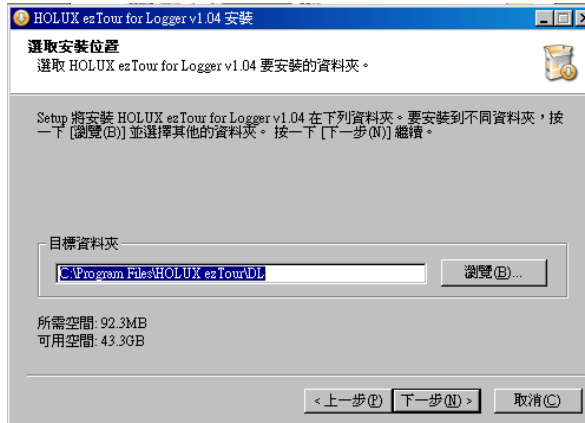 HOLUX ezTour for Logger v1.04 安裝
選取安裝位置
選取 HOLUX ezTour for Logger v1.04 要安裝的資料夾。
Setup 將安裝 HOLUX ezTour for Logger v1.04 在下列資料夾。要安裝到不同資料夾，按
一下 [瀏覽(B)] 並選擇其他的資料夾。 按一下 [下一步(N)] 繼續。
目標資料夾
C:\Program Files\HOLUX ezTour\DL
瀏覽(B)...
所需空間: 92.3MB
可用空間: 43.3GB
< 上一步(P) 下一步(N) > 取消(C)